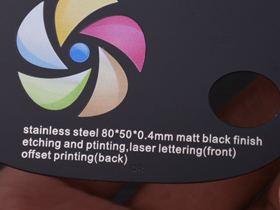 stainless steel 80*50*0.4mm matt black finish
etching and ptinting,laser lettering(front)
offset printing(back)